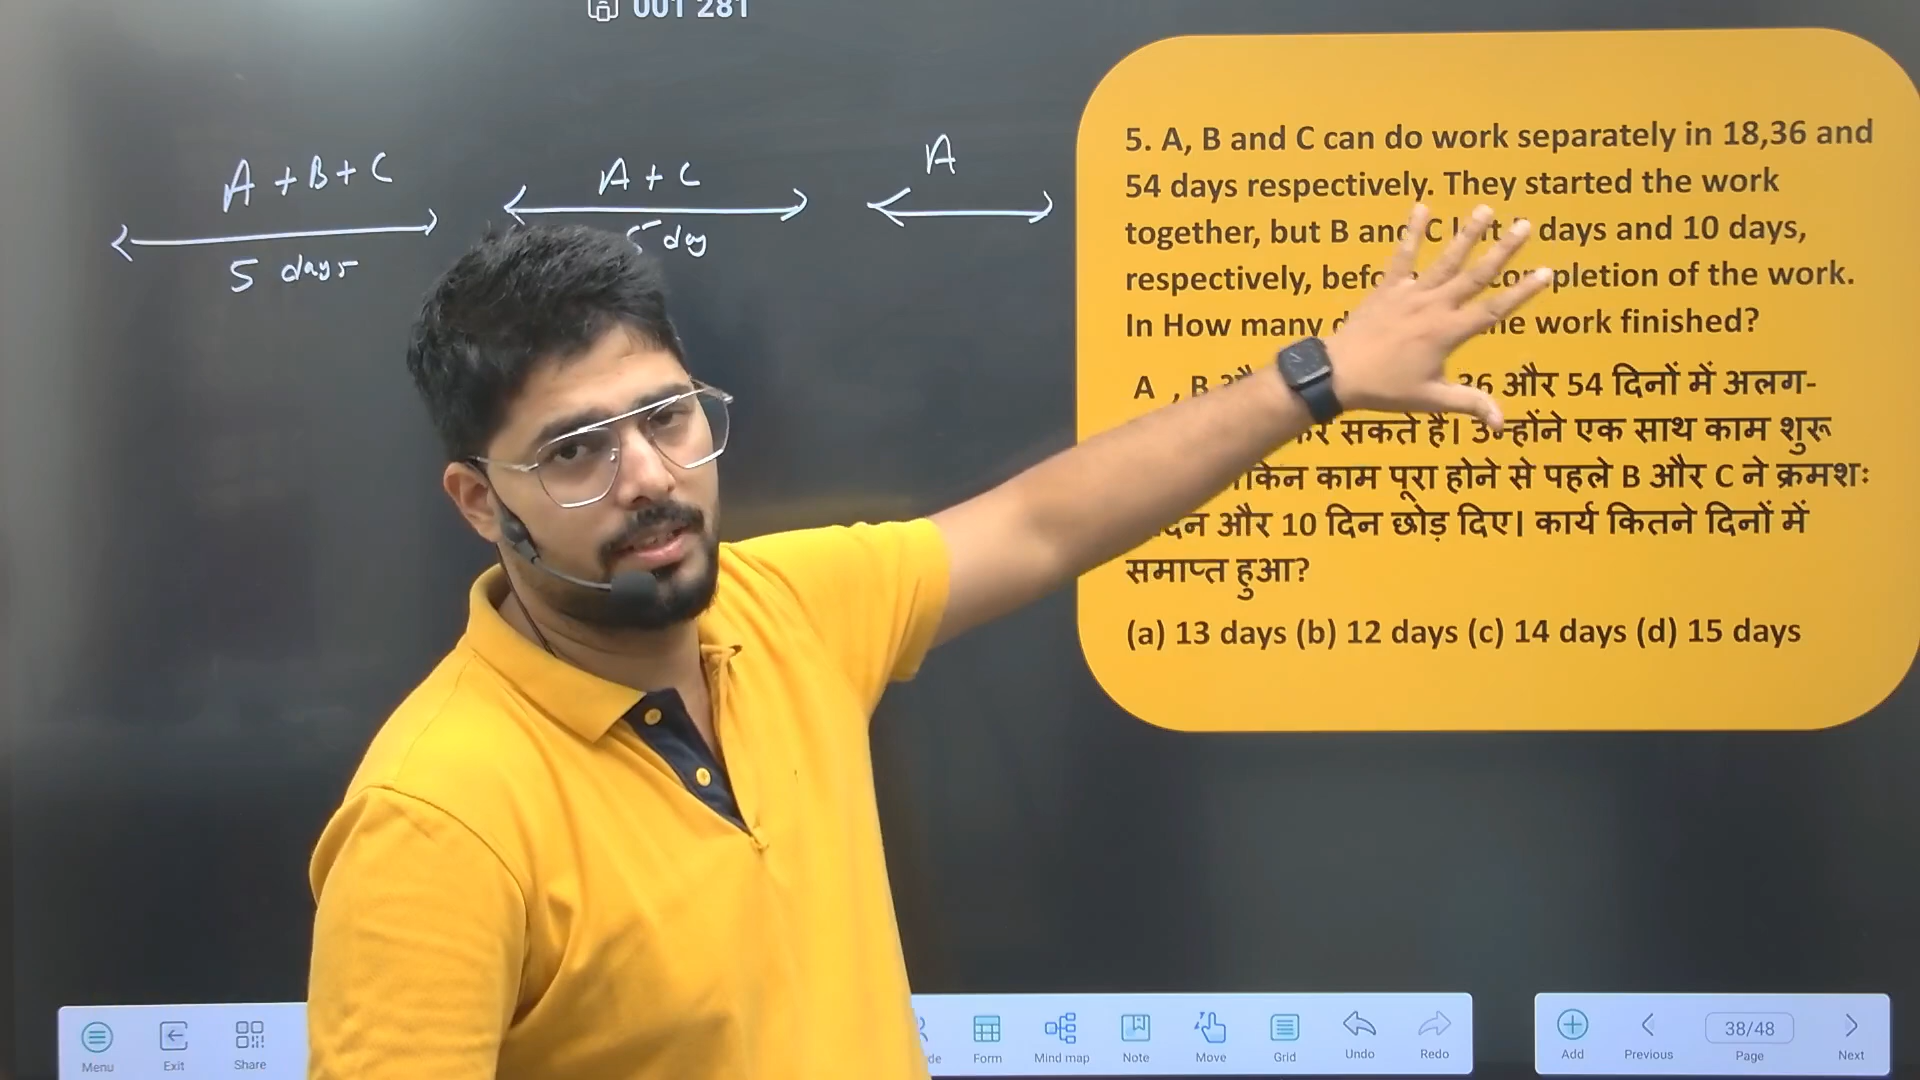 001 281
A + B + C
5 days
A + C
5 day
A
5. A, B and C can do work separately in 18,36 and
54 days respectively. They started the work
together, but B and C days and 10 days,
respectively, completion of the work.
In How many work finished?
A , B 36 और 54 दिनों में अलग-
कर सकते हैं। उन्होंने एक साथ काम शुरू
काम पूरा होने से पहले B और C ने क्रमशः
और 10 दिन छोड़ दिए। कार्य कितने दिनों में
समाप्त हुआ?
(a) 13 days (b) 12 days (c) 14 days (d) 15 days
Menu Exit Share Form Mind map Note Move Grid Undo Redo Add Previous 38/48 Page Next